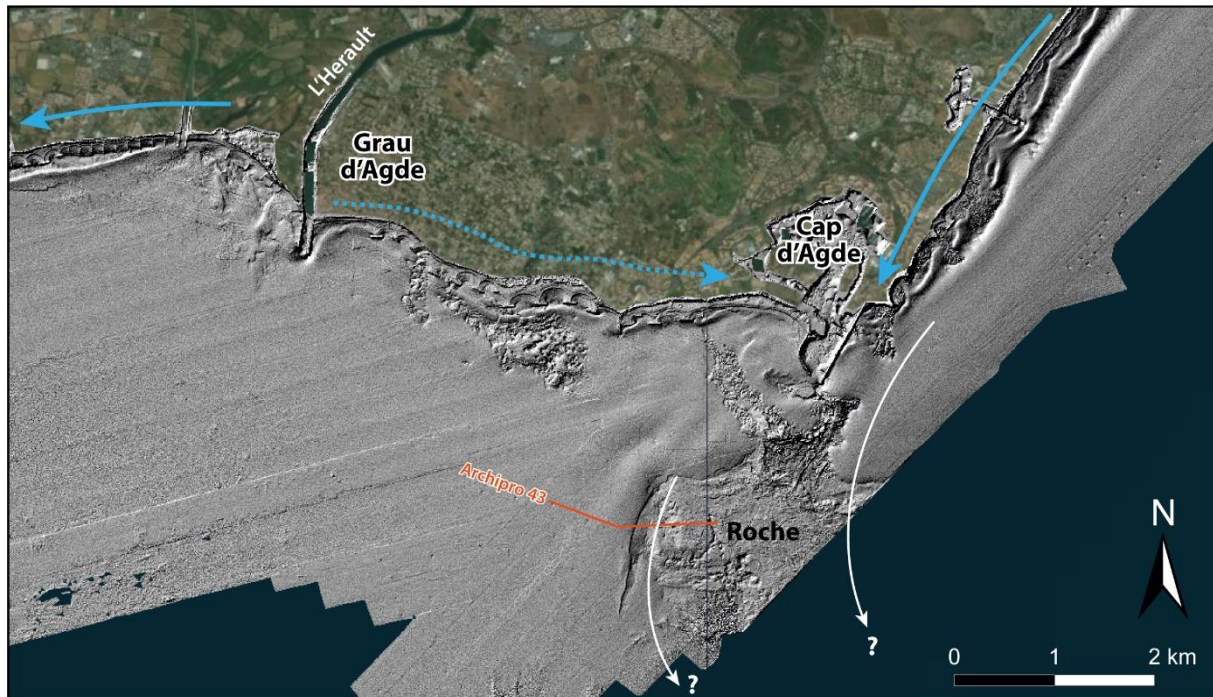 L'Herault
Grau
d'Agde
Cap
d'Agde
Archipro 43
Roche
N
?
?
0 1 2 km